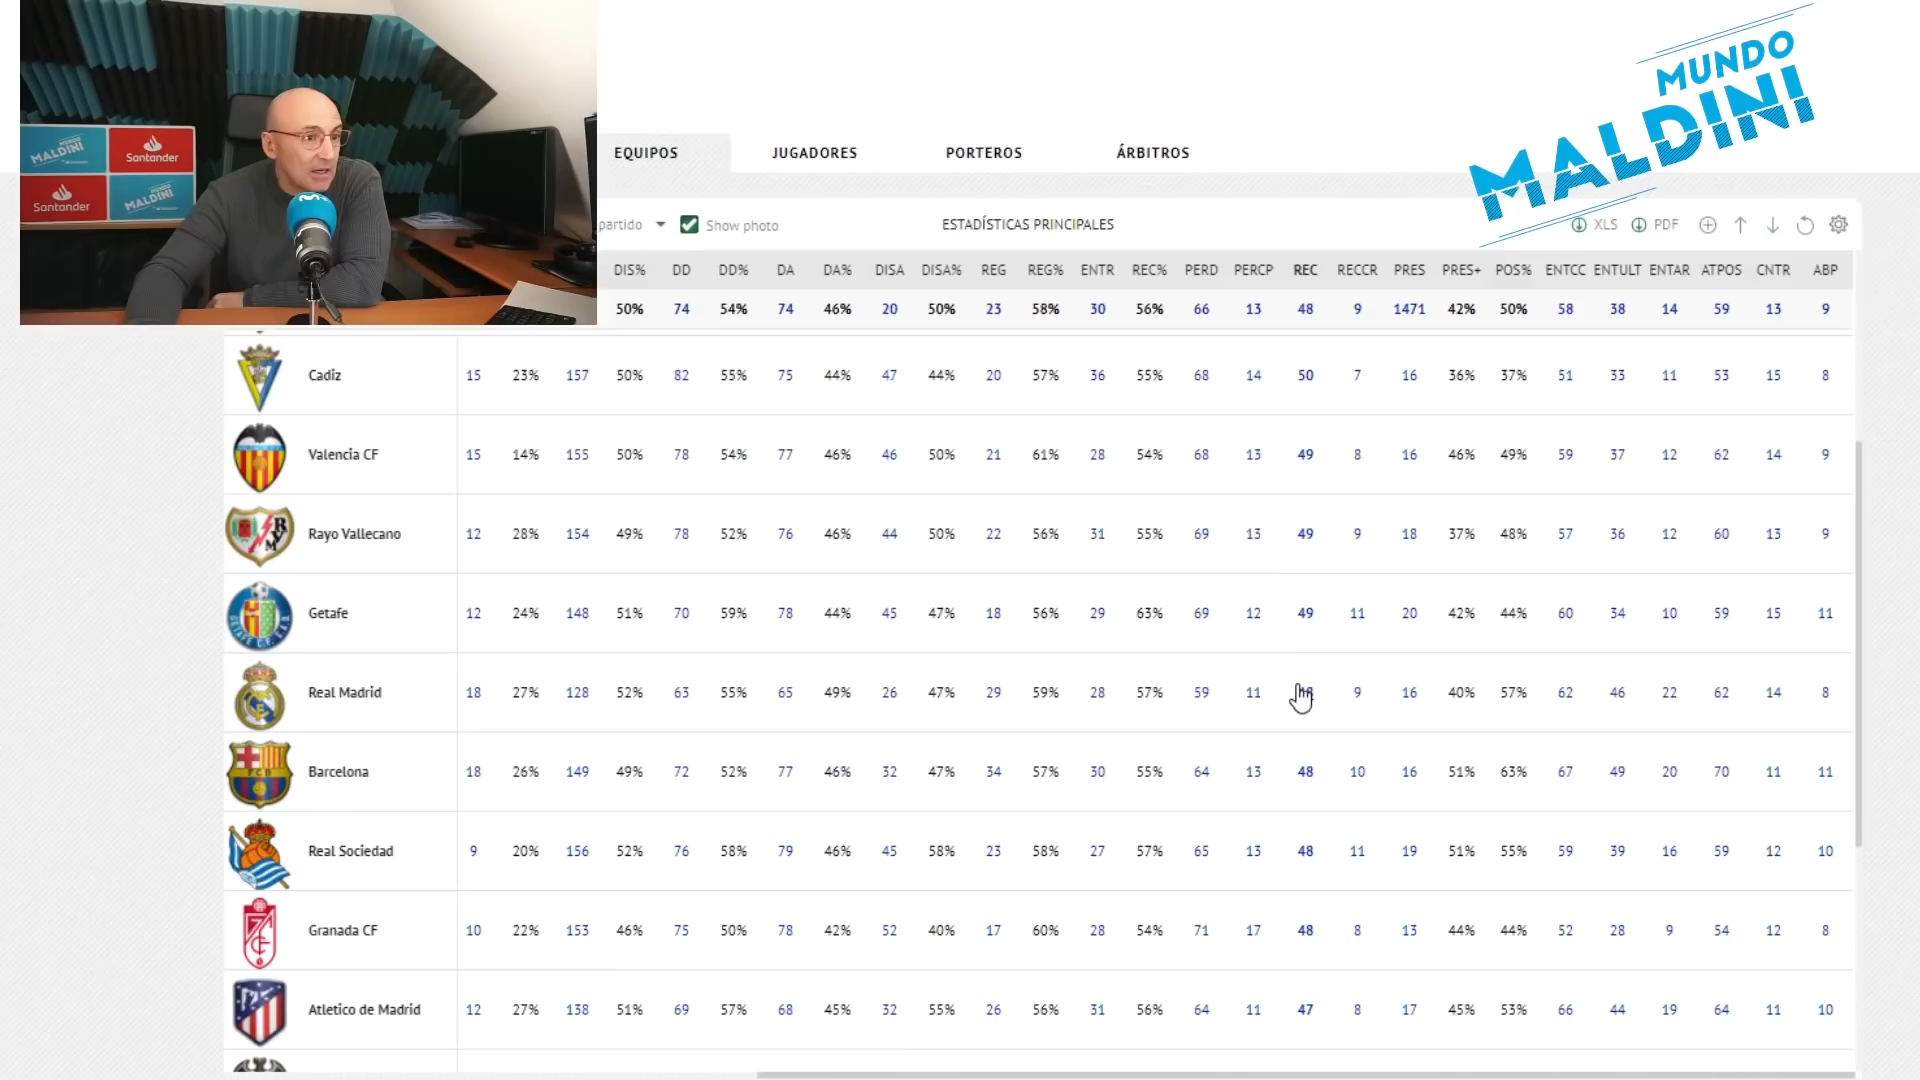 MUNDO
MALDINI
MUNDO
MALDINI
Santander
Santander
MUNDO
MALDINI
EQUIPOS JUGADORES PORTEROS ÁRBITROS
partido Show photo ESTADÍSTICAS PRINCIPALES XLS PDF
DIS% DD DD% DA DA% DISA DISA% REG REG% ENTR REC% PERD PERCP REC RECCR PRES PRES+ POS% ENTCC ENTULT ENTAR ATPOS CNTR ABP
50% 74 54% 74 46% 20 50% 23 58% 30 56% 66 13 48 9 1471 42% 50% 58 38 14 59 13 9
Cadiz 15 23% 157 50% 82 55% 75 44% 47 44% 20 57% 36 55% 68 14 50 7 16 36% 37% 51 33 11 53 15 8
Valencia CF 15 14% 155 50% 78 54% 77 46% 46 50% 21 61% 28 54% 68 13 49 8 16 46% 49% 59 37 12 62 14 9
Rayo Vallecano 12 28% 154 49% 78 52% 76 46% 44 50% 22 56% 31 55% 69 13 49 9 18 37% 48% 57 36 12 60 13 9
Getafe 12 24% 148 51% 70 59% 78 44% 45 47% 18 56% 29 63% 69 12 49 11 20 42% 44% 60 34 10 59 15 11
Real Madrid 18 27% 128 52% 63 55% 65 49% 26 47% 29 59% 28 57% 59 11 9 16 40% 57% 62 46 22 62 14 8
Barcelona 18 26% 149 49% 72 52% 77 46% 32 47% 34 57% 30 55% 64 13 48 10 16 51% 63% 67 49 20 70 11 11
Real Sociedad 9 20% 156 52% 76 58% 79 46% 45 58% 23 58% 27 57% 65 13 48 11 19 51% 55% 59 39 16 59 12 10
Granada CF 10 22% 153 46% 75 50% 78 42% 52 40% 17 60% 28 54% 71 17 48 8 13 44% 44% 52 28 9 54 12 8
Atletico de Madrid 12 27% 138 51% 69 57% 68 45% 32 55% 26 56% 31 56% 64 11 47 8 17 45% 53% 66 44 19 64 11 10